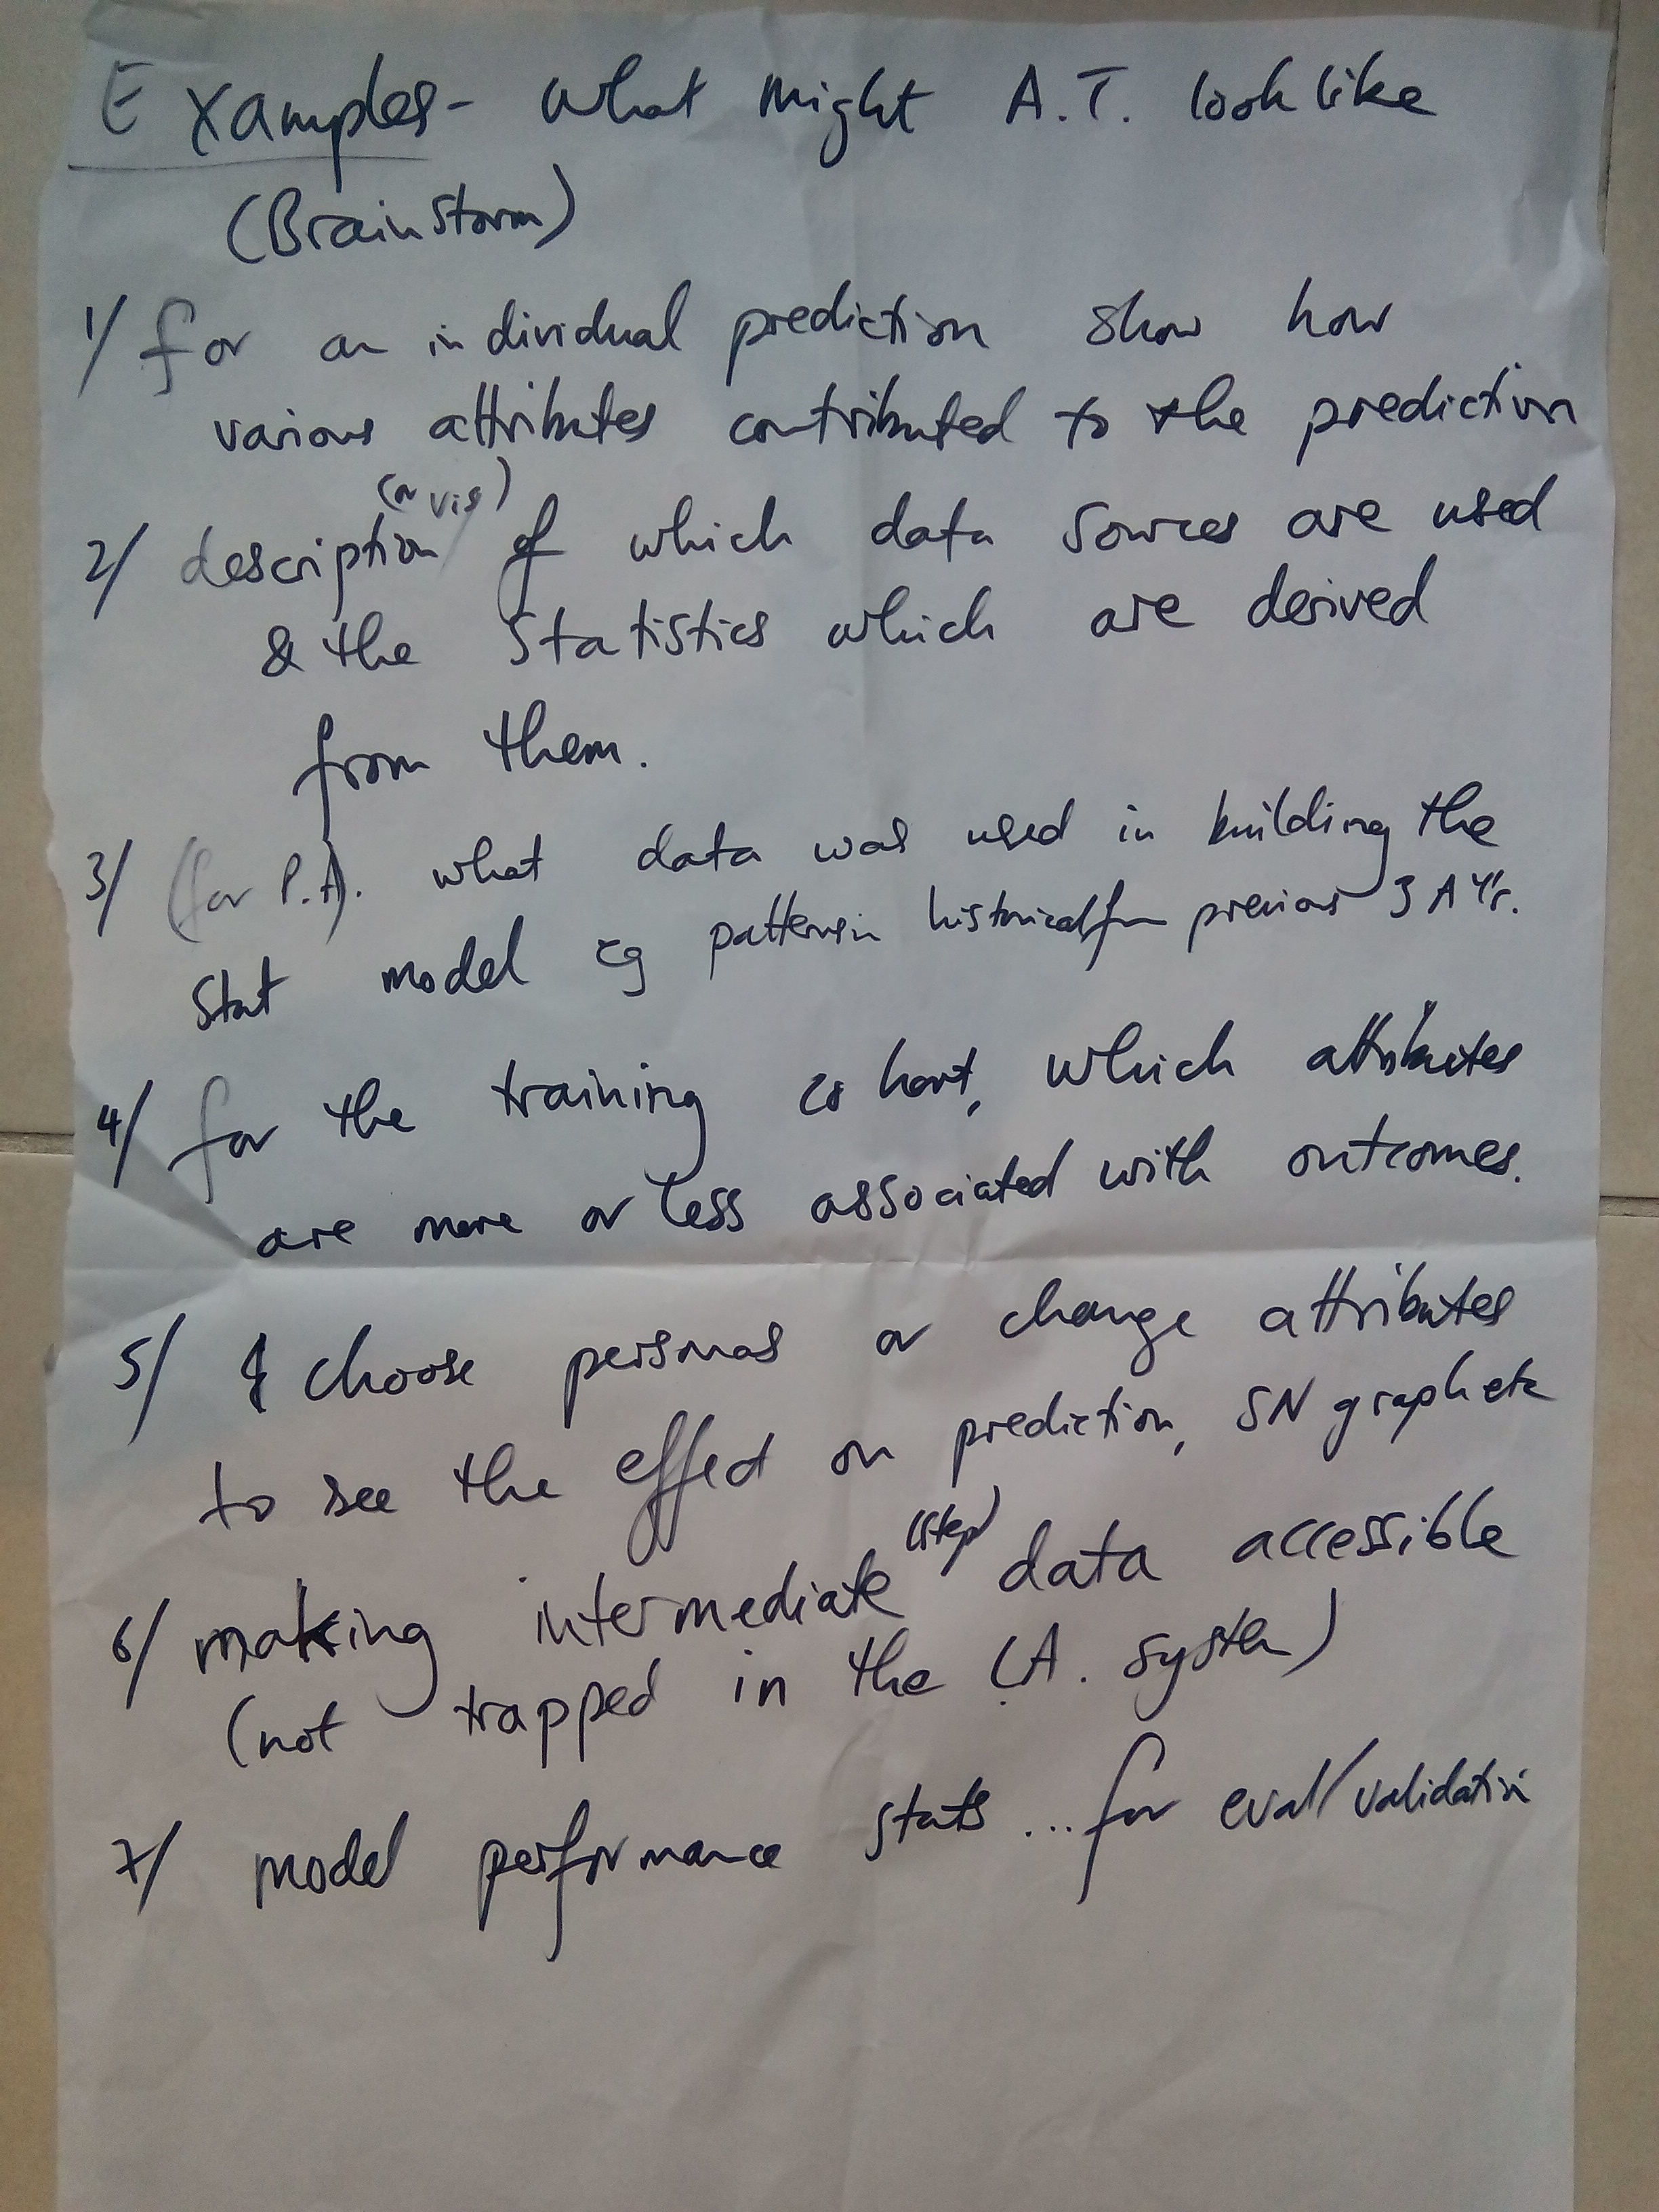 Examples - what might A.T. look like
(Brainstorm)
1/ for an individual prediction show how
various attributes contributed to the prediction
(or vis)
2/ description of which data sources are used
& the statistics which are derived
from them.
3/ (for P.A). what data was used in building the
stat model eg patterns in historical from previous 3 AYrs.
4/ for the training cohort, which attributes
are more or less associated with outcomes.
5/ choose personas or change attributes
to see the effect on prediction, SN graph etc
6/ making intermediate (step) data accessible
(not trapped in the LA. system)
7/ model performance stats ... for eval/validation